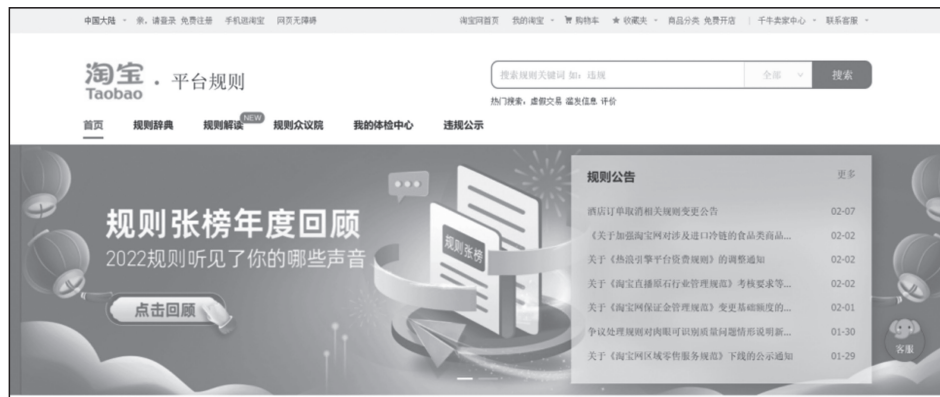 中国大陆 亲，请登录 免费注册 手机逛淘宝 网页无障碍 淘宝网首页 我的淘宝 购物车 收藏夹 商品分类 免费开店 千牛卖家中心 联系客服
淘宝 · 平台规则
Taobao
搜索规则关键词 如：违规 全部 搜索
热门搜索：虚假交易 滥发信息 评价
首页 规则辞典 规则解读 NEW 规则众议院 我的体检中心 违规公示
规则张榜年度回顾
2022规则听见了你的哪些声音
点击回顾
规则张榜
规则公告 更多
酒店订单取消相关规则变更公告 02-07
《关于加强淘宝网对涉及进口冷链的食品类商品... 02-02
关于《热浪引擎平台资费规则》的调整通知 02-02
关于《淘宝直播原石行业管理规范》考核要求等... 02-02
关于《淘宝网保证金管理规范》变更基础额度的... 02-01
争议处理规则对肉眼可识别质量问题情形说明新... 01-30
关于《淘宝网区域零售服务规范》下线的公示通知 01-29
客服